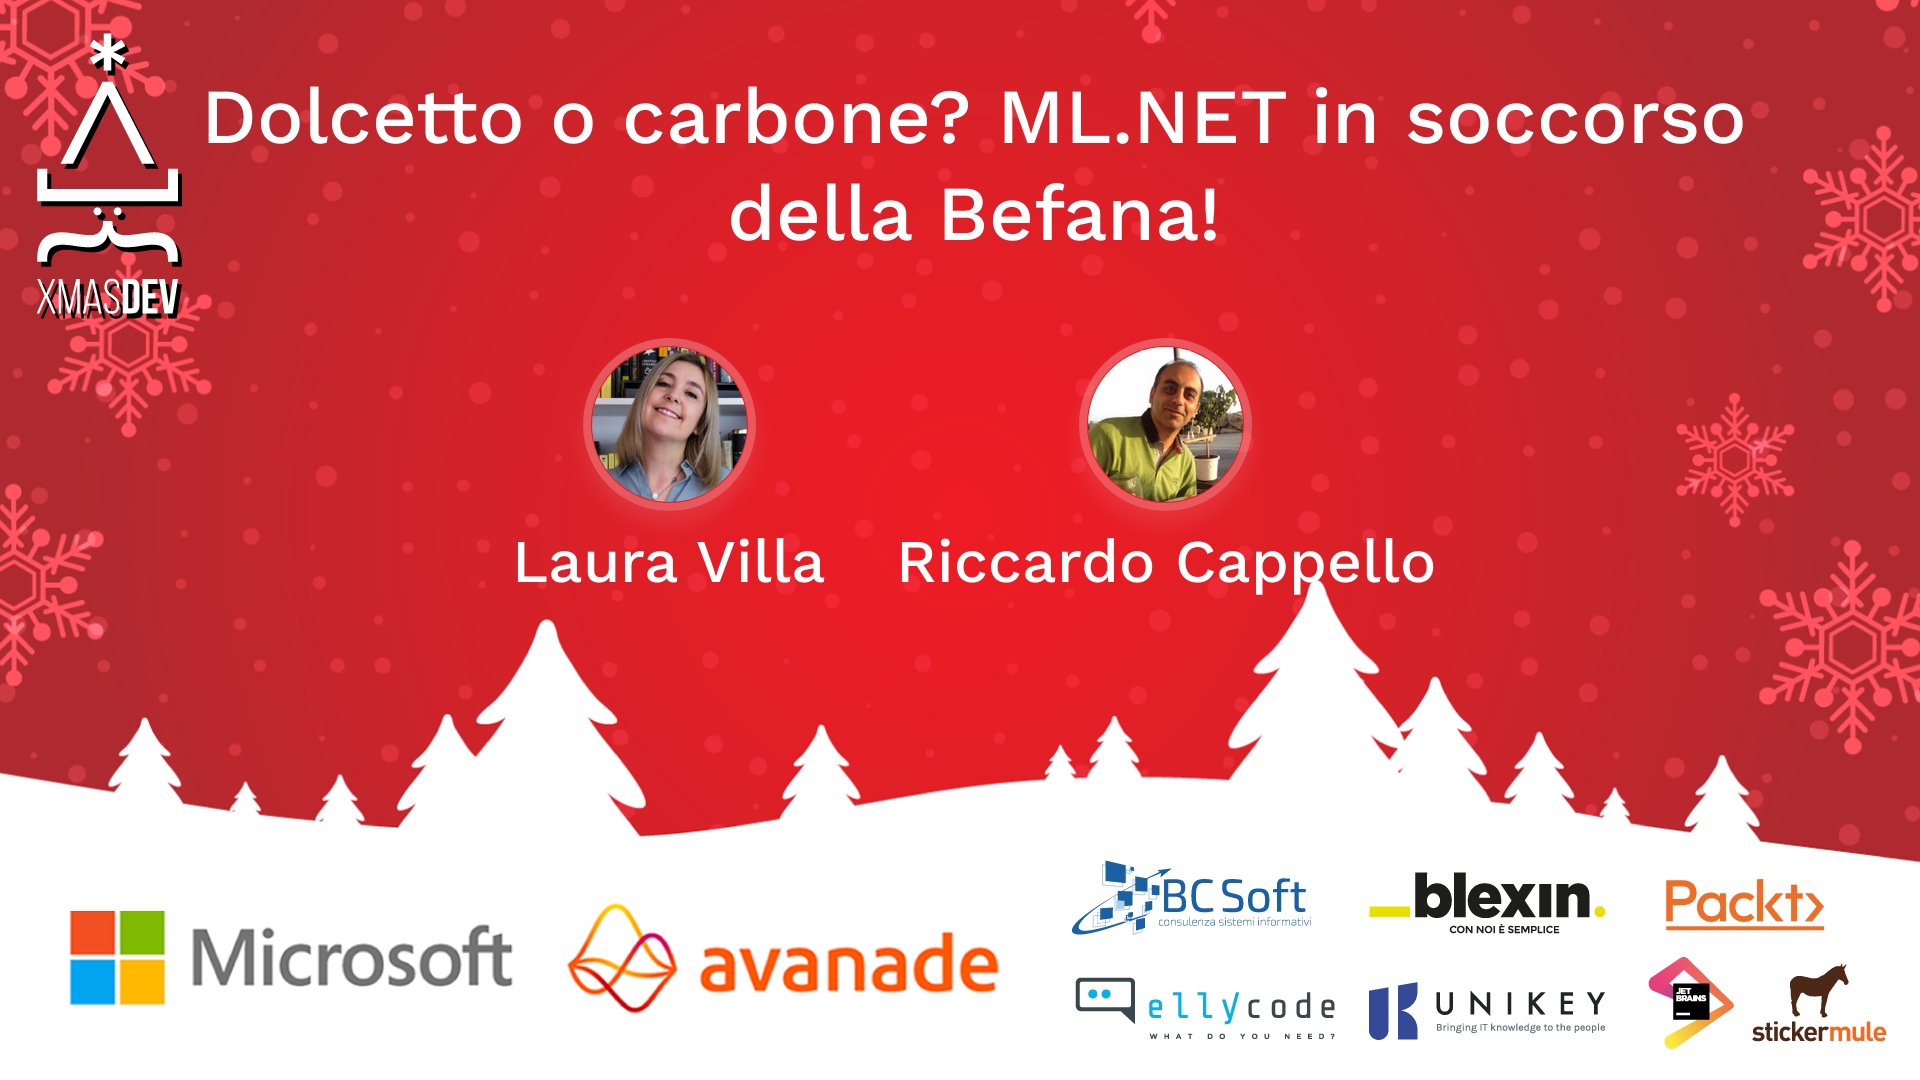 Dolcetto o carbone? ML.NET in soccorso
della Befana!
XMASDEV
Laura Villa
Riccardo Cappello
Microsoft
avanade
BC Soft
consulenza sistemi informativi
blexin.
CON NOI È SEMPLICE
Packt>
ellycode
WHAT DO YOU NEED?
UNIKEY
Bringing IT knowledge to the people
JET
BRAINS
stickermule